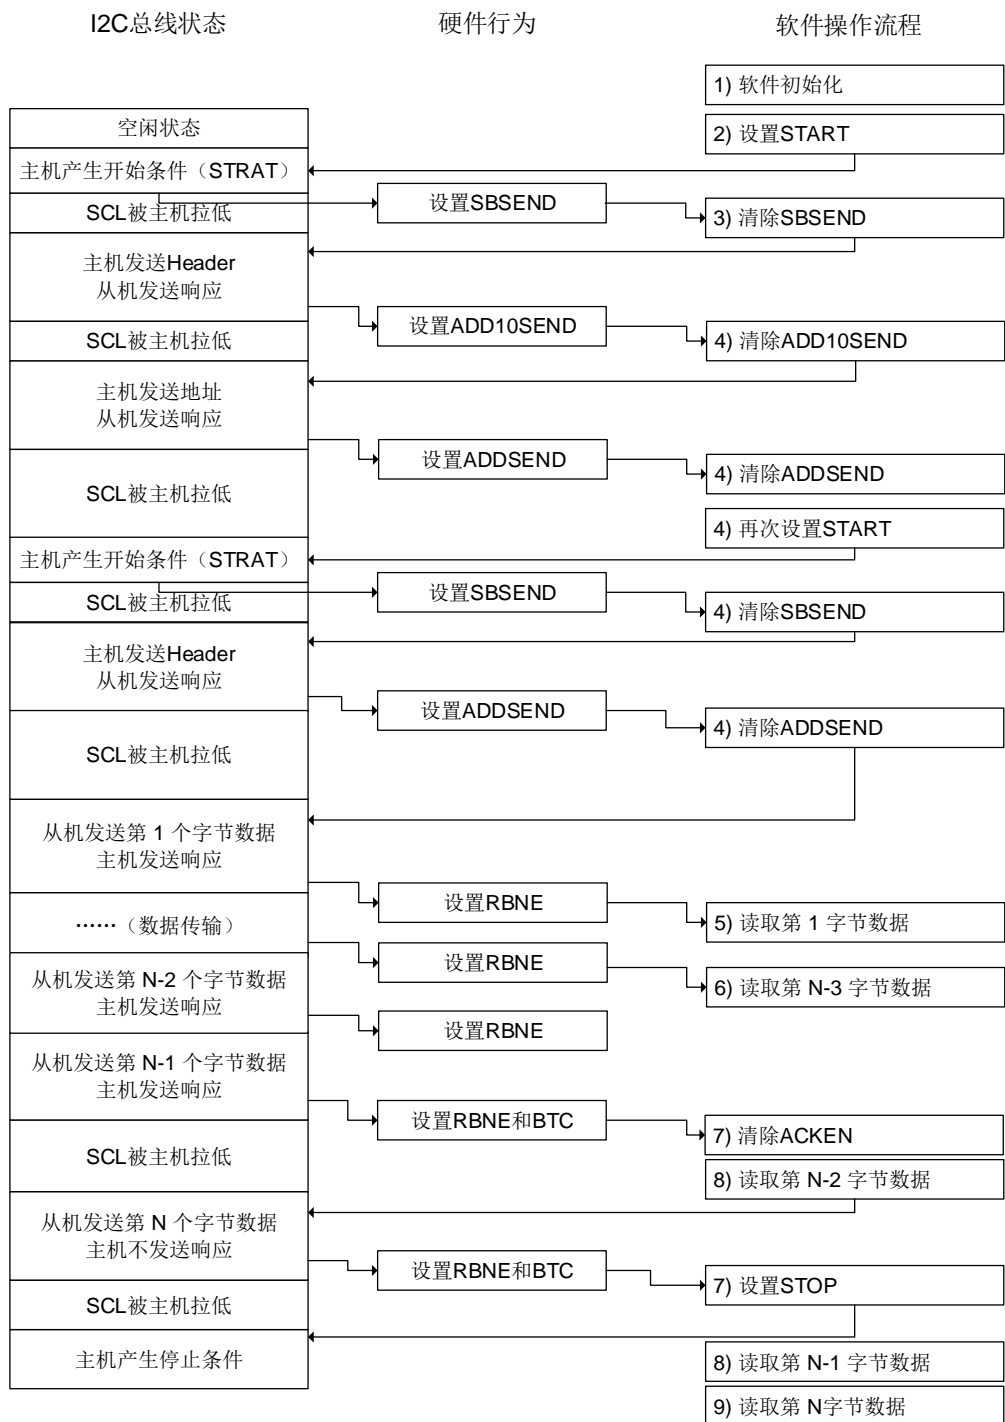 I2C总线状态
硬件行为
软件操作流程
1) 软件初始化
空闲状态
2) 设置START
主机产生开始条件（STRAT）
设置SBSEND
SCL被主机拉低
3) 清除SBSEND
主机发送Header
从机发送响应
设置ADD10SEND
SCL被主机拉低
4) 清除ADD10SEND
主机发送地址
从机发送响应
设置ADDSEND
4) 清除ADDSEND
SCL被主机拉低
4) 再次设置START
主机产生开始条件（STRAT）
设置SBSEND
SCL被主机拉低
4) 清除SBSEND
主机发送Header
从机发送响应
设置ADDSEND
4) 清除ADDSEND
SCL被主机拉低
从机发送第 1 个字节数据
主机发送响应
设置RBNE
5) 读取第 1 字节数据
……（数据传输）
设置RBNE
6) 读取第 N-3 字节数据
从机发送第 N-2 个字节数据
主机发送响应
设置RBNE
从机发送第 N-1 个字节数据
主机发送响应
设置RBNE和BTC
7) 清除ACKEN
SCL被主机拉低
8) 读取第 N-2 字节数据
从机发送第 N 个字节数据
主机不发送响应
设置RBNE和BTC
7) 设置STOP
SCL被主机拉低
主机产生停止条件
8) 读取第 N-1 字节数据
9) 读取第 N字节数据